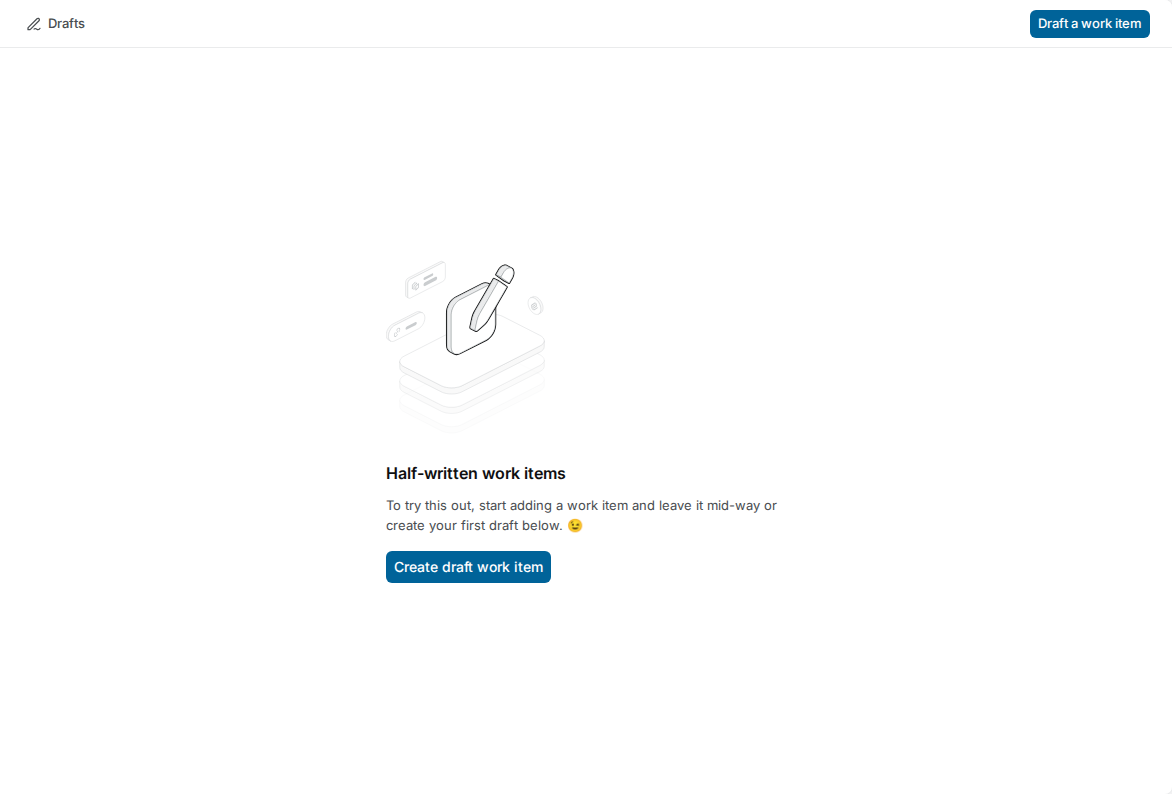 Drafts
Draft a work item
Half-written work items
To try this out, start adding a work item and leave it mid-way or
create your first draft below. 😉
Create draft work item